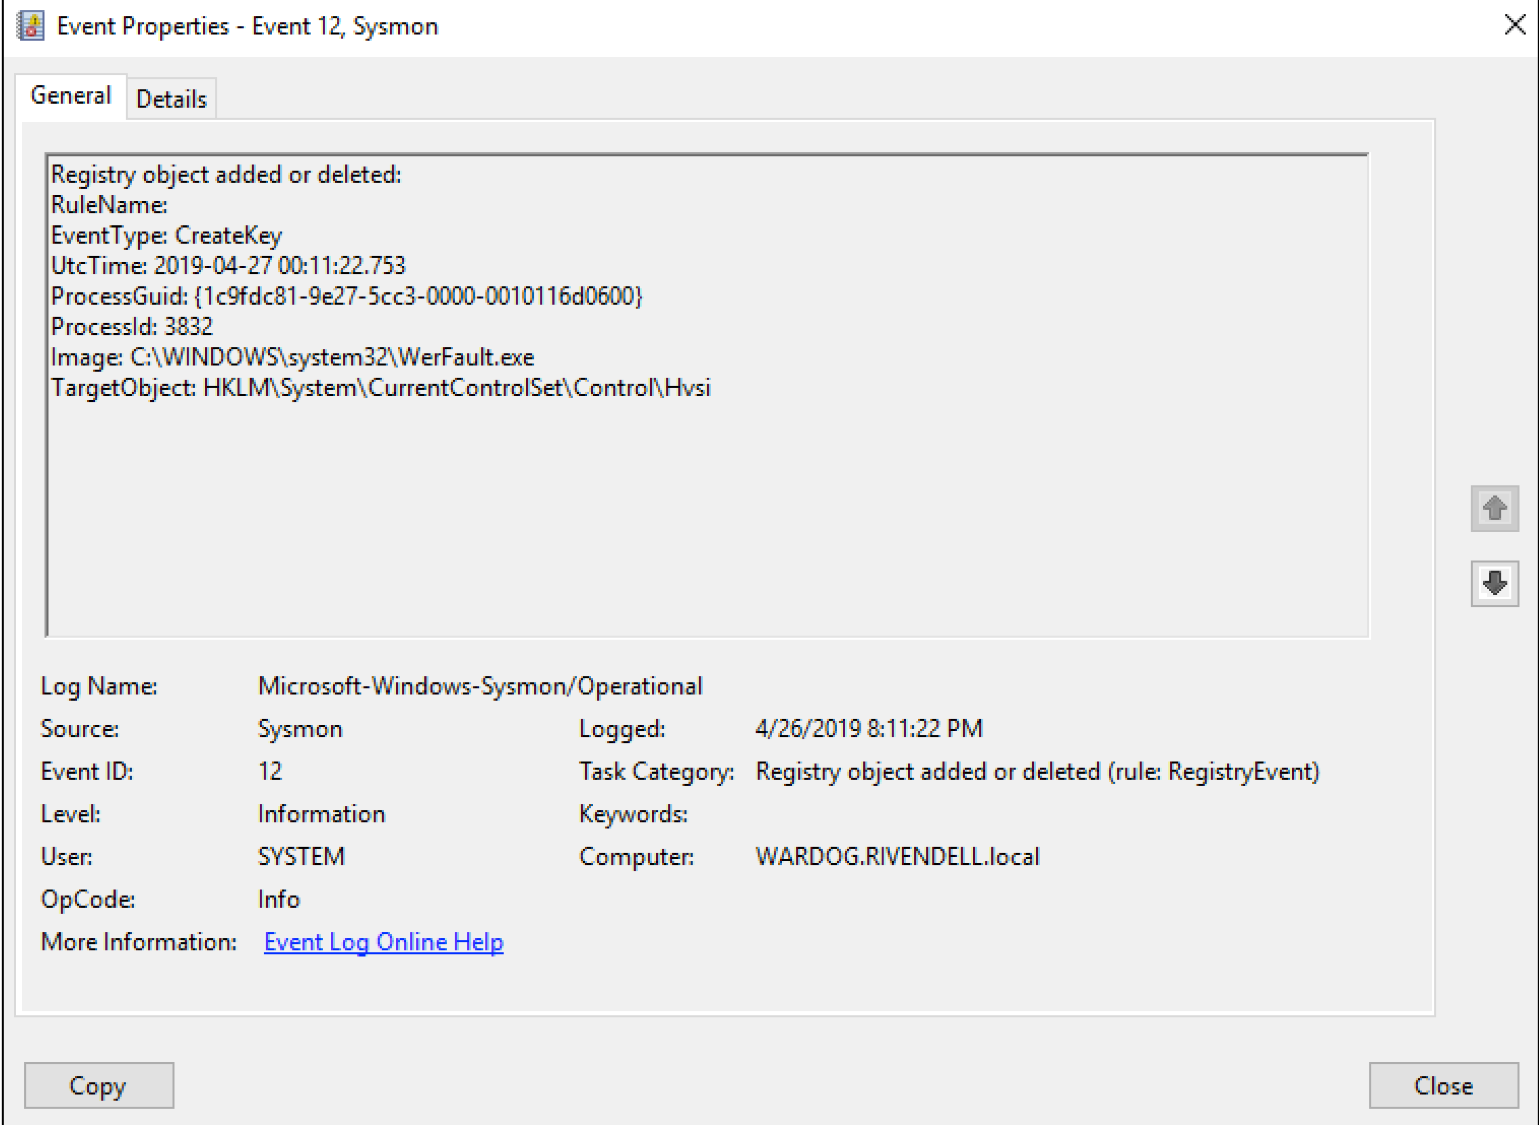 Event Properties - Event 12, Sysmon
General
Details
Registry object added or deleted:
RuleName:
EventType: CreateKey
UtcTime: 2019-04-27 00:11:22.753
ProcessGuid: {1c9fdc81-9e27-5cc3-0000-0010116d0600}
ProcessId: 3832
Image: C:\WINDOWS\system32\WerFault.exe
TargetObject: HKLM\System\CurrentControlSet\Control\Hvsi
Log Name: Microsoft-Windows-Sysmon/Operational
Source: Sysmon Logged: 4/26/2019 8:11:22 PM
Event ID: 12 Task Category: Registry object added or deleted (rule: RegistryEvent)
Level: Information Keywords:
User: SYSTEM Computer: WARDOG.RIVENDELL.local
OpCode: Info
More Information: Event Log Online Help
Copy
Close